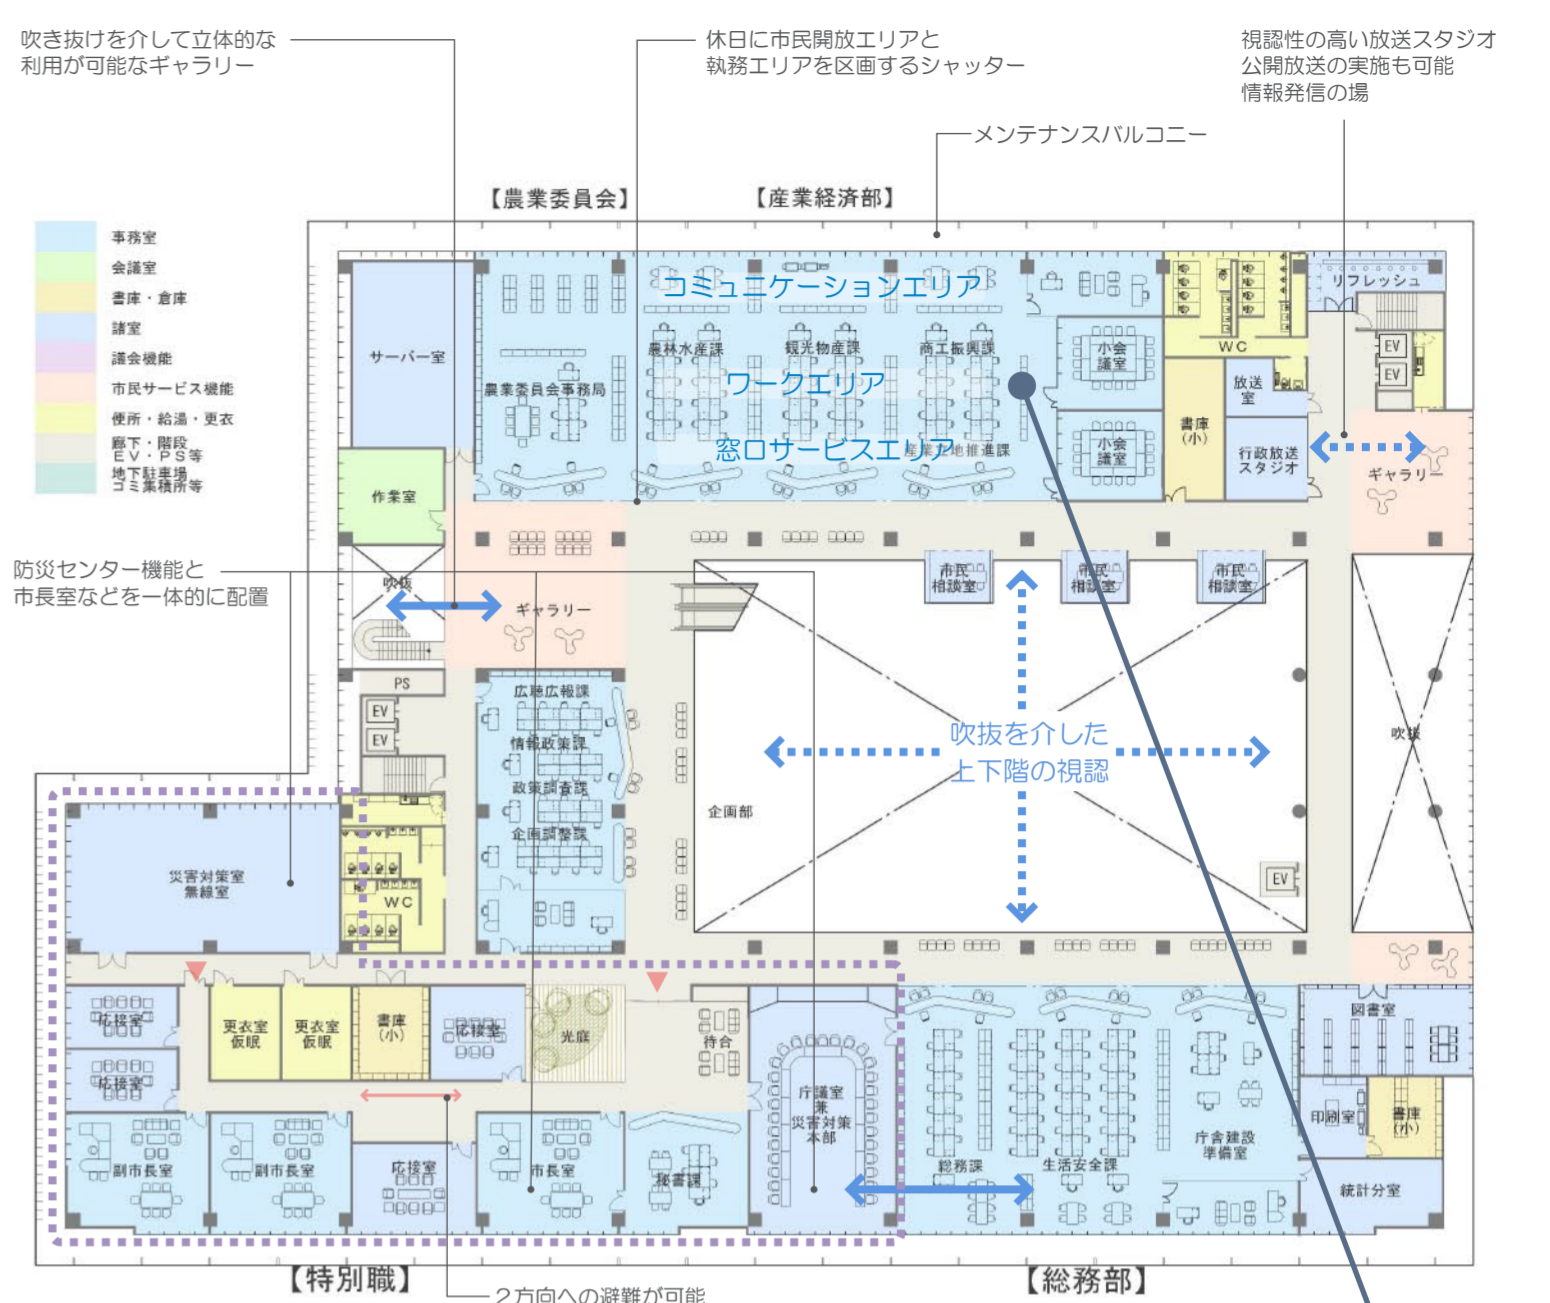 吹き抜けを介して立体的な
利用が可能なギャラリー
休日に市民開放エリアと
執務エリアを区画するシャッター
視認性の高い放送スタジオ
公開放送の実施も可能
情報発信の場
メンテナンスバルコニー
【農業委員会】
【産業経済部】
事務室
会議室
書庫・倉庫
諸室
議会機能
市民サービス機能
便所・給湯・更衣
廊下・階段
EV・PS等
地下駐車場
ゴミ集積所等
サーバー室
コミュニケーションエリア
農林水産課
観光物産課
商工振興課
農業委員会事務局
ワークエリア
窓口サービスエリア
産業立地推進課
小会
議室
小会
議室
WC
書庫
(小)
放送
室
行政放送
スタジオ
リフレッシュ
EV
EV
ギャラリー
作業室
防災センター機能と
市長室などを一体的に配置
吹抜
ギャラリー
市民
相談室
市民
相談室
市民
相談室
PS
EV
EV
広聴広報課
情報政策課
政策調査課
企画調整課
企画部
吹抜を介した
上下階の視認
吹抜
EV
災害対策室
無線室
WC
応接室
応接室
更衣室
仮眠
更衣室
仮眠
書庫
(小)
応接室
光庭
待合
庁議室
兼
災害対策
本部
図書室
印刷室
書庫
(小)
統計分室
副市長室
副市長室
応接室
市長室
秘書課
総務課
生活安全課
庁舎建設
準備室
【特別職】
【総務部】
2方向への避難が可能